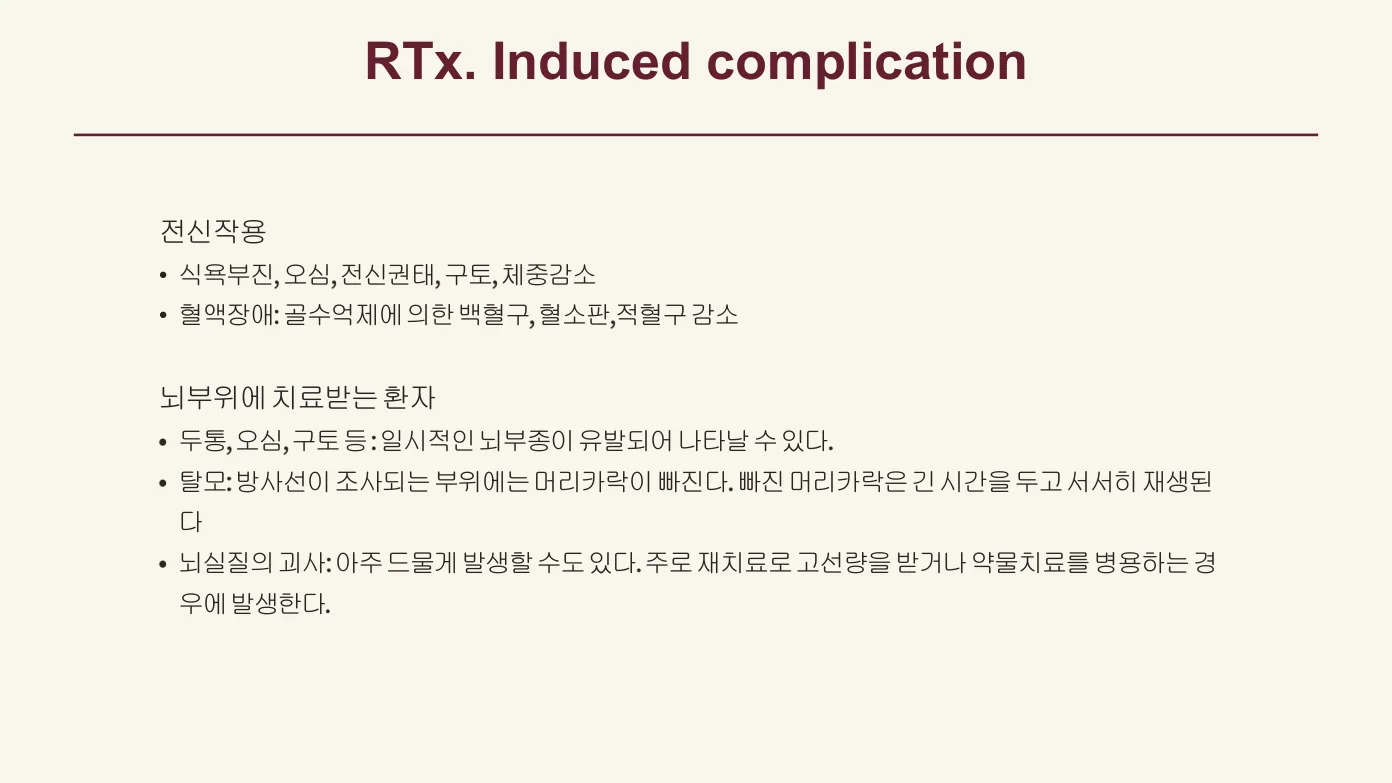 RTx. Induced complication
전신작용
• 식욕부진, 오심, 전신권태, 구토, 체중감소
• 혈액장애: 골수억제에 의한 백혈구, 혈소판,적혈구 감소
뇌부위에 치료받는 환자
• 두통, 오심, 구토 등 : 일시적인 뇌부종이 유발되어 나타날 수 있다.
• 탈모: 방사선이 조사되는 부위에는 머리카락이 빠진다. 빠진 머리카락은 긴 시간을 두고 서서히 재생된
다
• 뇌실질의 괴사: 아주 드물게 발생할 수도 있다. 주로 재치료로 고선량을 받거나 약물치료를 병용하는 경
우에 발생한다.